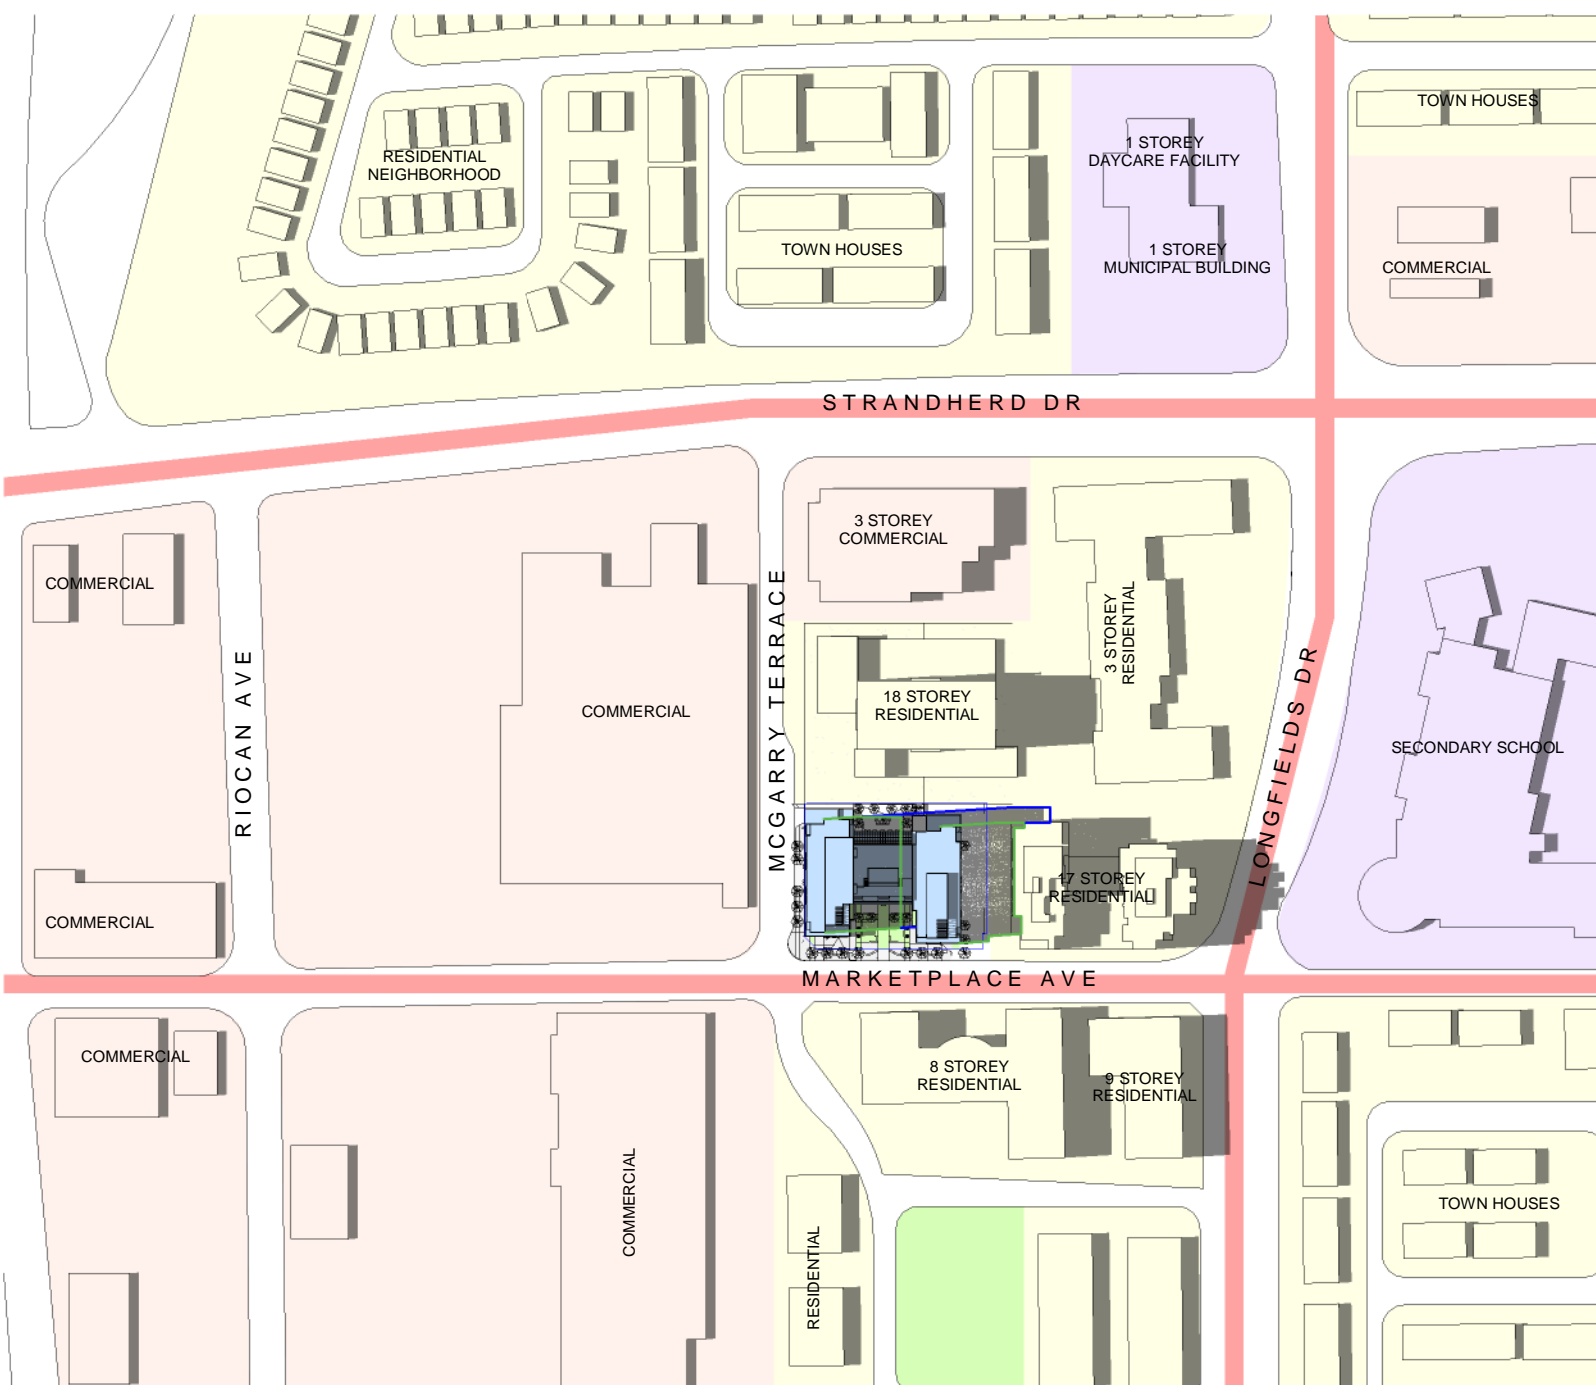 TOWN HOUSES
1 STOREY
DAYCARE FACILITY
RESIDENTIAL
NEIGHBORHOOD
TOWN HOUSES
1 STOREY
MUNICIPAL BUILDING
COMMERCIAL
STRANDHERD DR
3 STOREY
COMMERCIAL
COMMERCIAL
RIOCAN AVE
MCGARRY TERRACE
3 STOREY
RESIDENTIAL
LONGFIELDS DR
COMMERCIAL
18 STOREY
RESIDENTIAL
SECONDARY SCHOOL
17 STOREY
RESIDENTIAL
COMMERCIAL
MARKETPLACE AVE
COMMERCIAL
8 STOREY
RESIDENTIAL
9 STOREY
RESIDENTIAL
COMMERCIAL
RESIDENTIAL
TOWN HOUSES